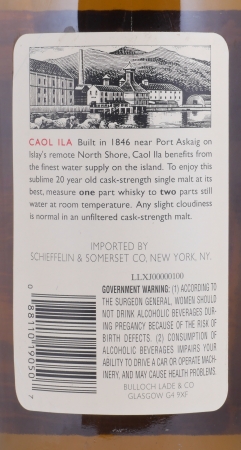 CAOL ILA Built in 1846 near Port Askaig on
Islay's remote North Shore, Caol Ila benefits from
the finest water supply on the island. To enjoy this
sublime 20 year old cask-strength single malt at its
best, measure one part whisky to two parts still
water at room temperature. Any slight cloudiness
is normal in an unfiltered cask-strength malt.
IMPORTED BY
SCHIEFFELIN & SOMERSET CO. NEW YORK, NY.
LLXJ00000100
GOVERNMENT WARNING: (1) ACCORDING TO
THE SURGEON GENERAL, WOMEN SHOULD
NOT DRINK ALCOHOLIC BEVERAGES DUR-
ING PREGANCY BECAUSE OF THE RISK OF
BIRTH DEFECTS. (2) CONSUMPTION OF
ALCOHOLIC BEVERAGES IMPAIRS YOUR
ABILITY TO DRIVE A CAR OR OPERATE MACH-
INERY, AND MAY CAUSE HEALTH PROBLEMS.
BULLOCH LADE & CO
GLASGOW G4 9XF
0 88110 19050 7